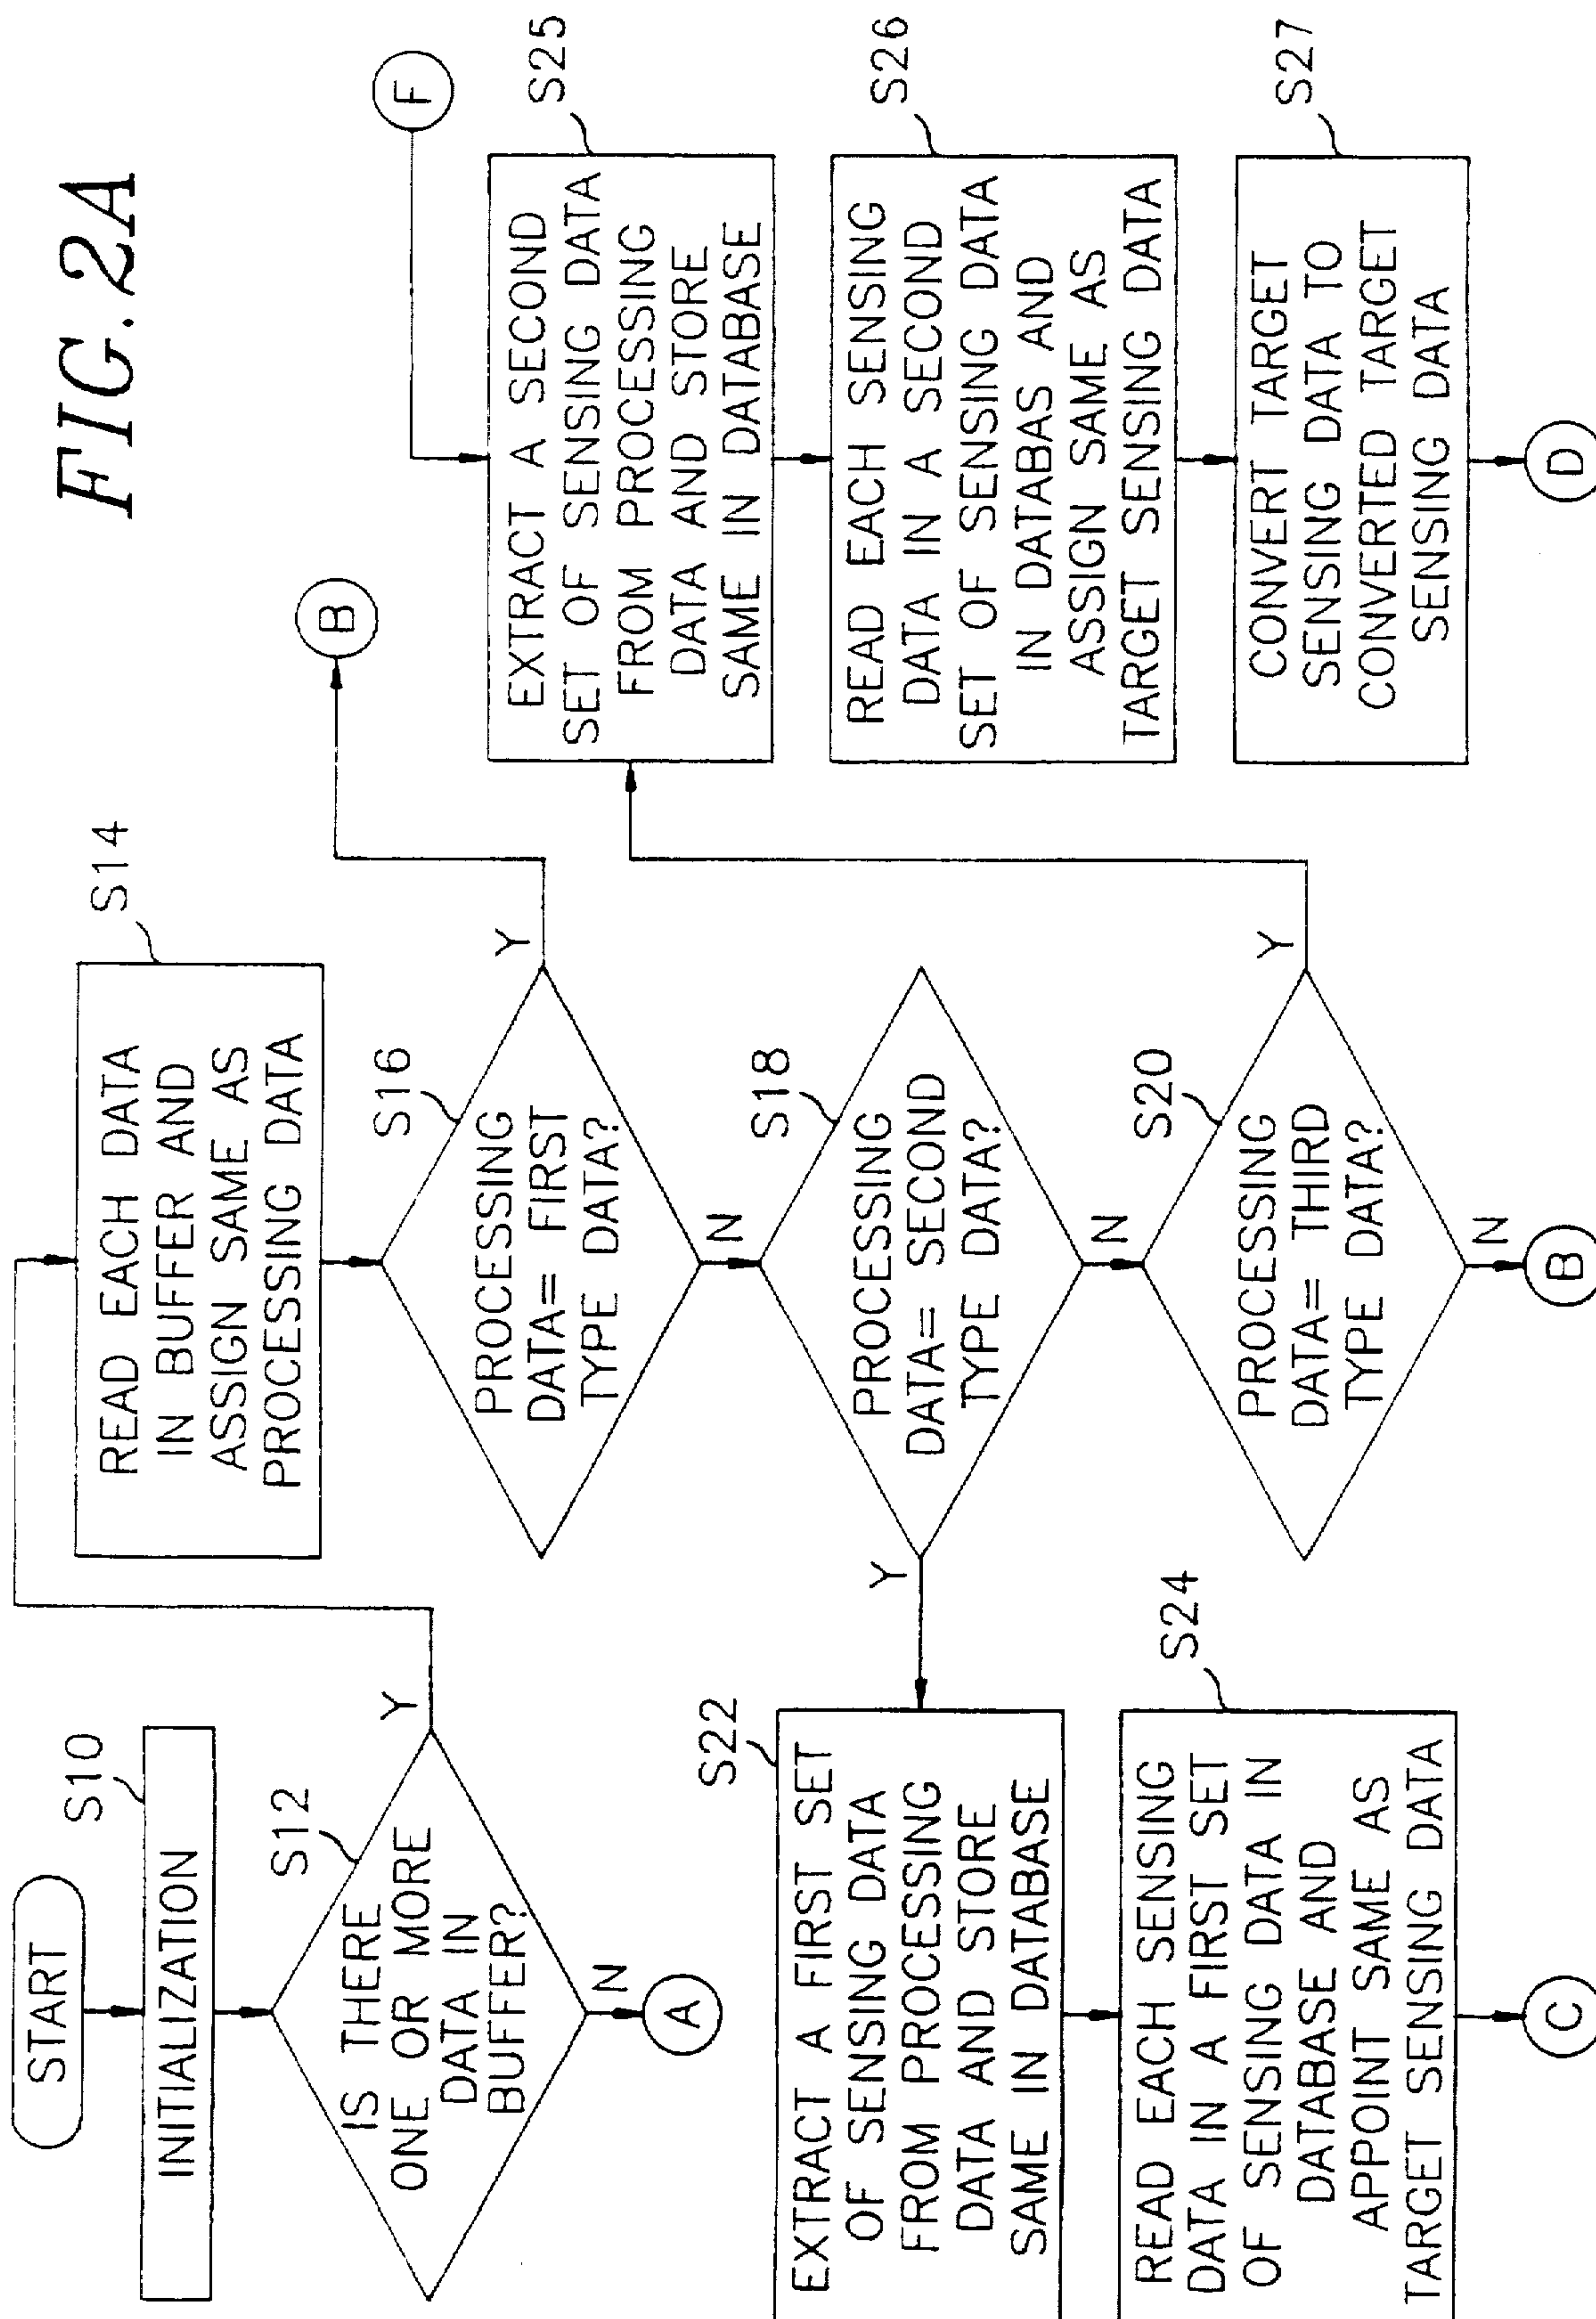 FIG. 2A
START
S10
INITIALIZATION
S12
IS THERE
ONE OR MORE
DATA IN
BUFFER?
Y
N
A
S14
READ EACH DATA
IN BUFFER AND
ASSIGN SAME AS
PROCESSING DATA
S16
PROCESSING
DATA= FIRST
TYPE DATA?
Y
B
N
S18
PROCESSING
DATA= SECOND
TYPE DATA?
Y
N
S20
PROCESSING
DATA= THIRD
TYPE DATA?
Y
N
B
S22
EXTRACT A FIRST SET
OF SENSING DATA
FROM PROCESSING
DATA AND STORE
SAME IN DATABASE
S24
READ EACH SENSING
DATA IN A FIRST SET
OF SENSING DATA IN
DATABASE AND
APPOINT SAME AS
TARGET SENSING DATA
C
F
S25
EXTRACT A SECOND
SET OF SENSING DATA
FROM PROCESSING
DATA AND STORE
SAME IN DATABASE
S26
READ EACH SENSING
DATA IN A SECOND
SET OF SENSING DATA
IN DATABAS AND
ASSIGN SAME AS
TARGET SENSING DATA
S27
CONVERT TARGET
SENSING DATA TO
CONVERTED TARGET
SENSING DATA
D